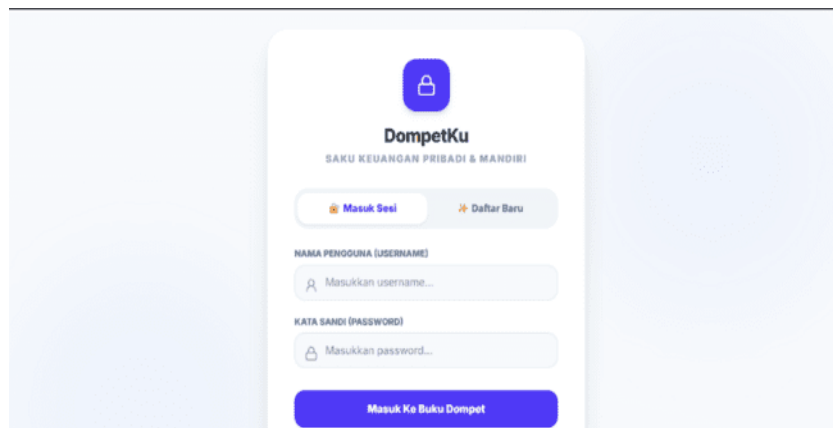 DompetKu
SAKU KEUANGAN PRIBADI & MANDIRI
Masuk Sesi
Daftar Baru
NAMA PENGGUNA (USERNAME)
Masukkan username...
KATA SANDI (PASSWORD)
Masukkan password...
Masuk Ke Buku Dompet